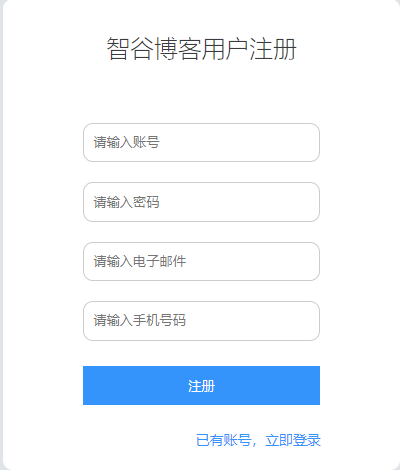 智谷博客用户注册
请输入账号
请输入密码
请输入电子邮件
请输入手机号码
注册
已有账号，立即登录